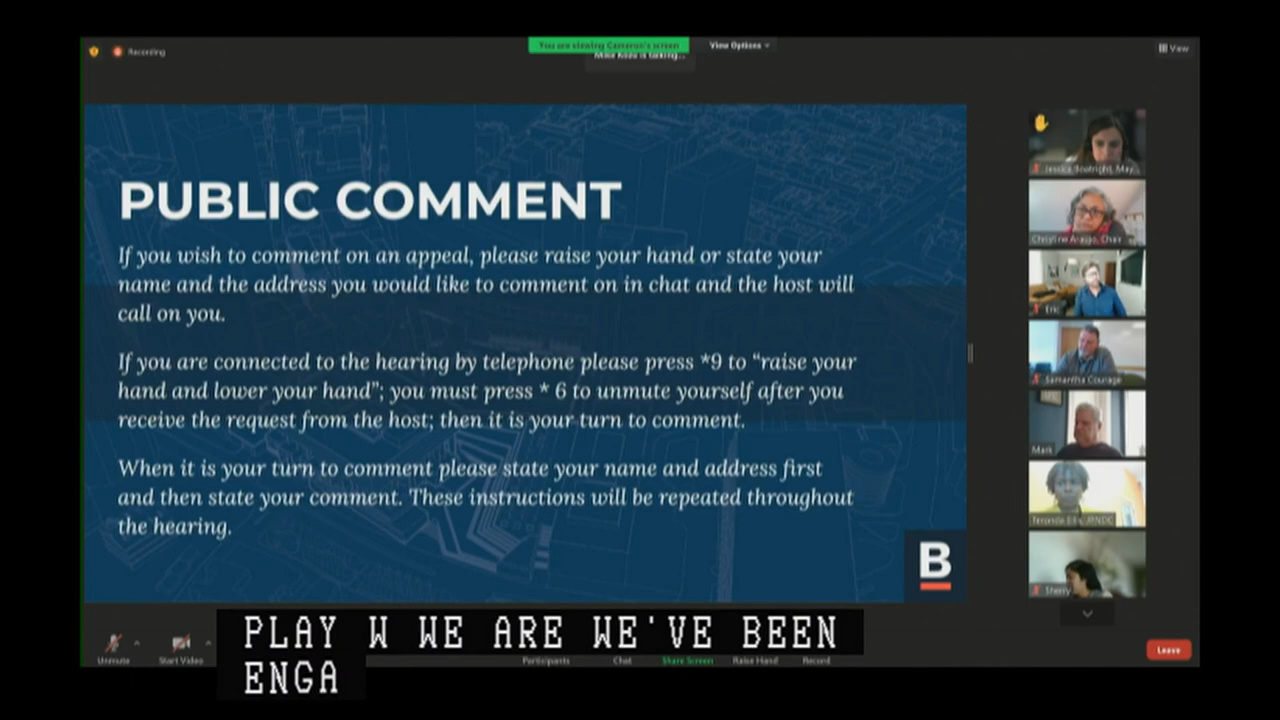 Recording
You are viewing Cameron's screen
View Options
View
is talking...
PUBLIC COMMENT
If you wish to comment on an appeal, please raise your hand or state your
name and the address you would like to comment on in chat and the host will
call on you.
If you are connected to the hearing by telephone please press *9 to “raise your
hand and lower your hand”; you must press * 6 to unmute yourself after you
receive the request from the host; then it is your turn to comment.
When it is your turn to comment please state your name and address first
and then state your comment. These instructions will be repeated throughout
the hearing.
B
Jessica Boatright, May
Christine Araujo, Chair
Eric
Samantha Courage
Mark
Ellis, JPNDC
Sherry
PLAY W WE ARE WE'VE BEEN
ENGA
Unmute
Start Video
Participants
Chat
Share Screen
Raise Hand
Record
Leave